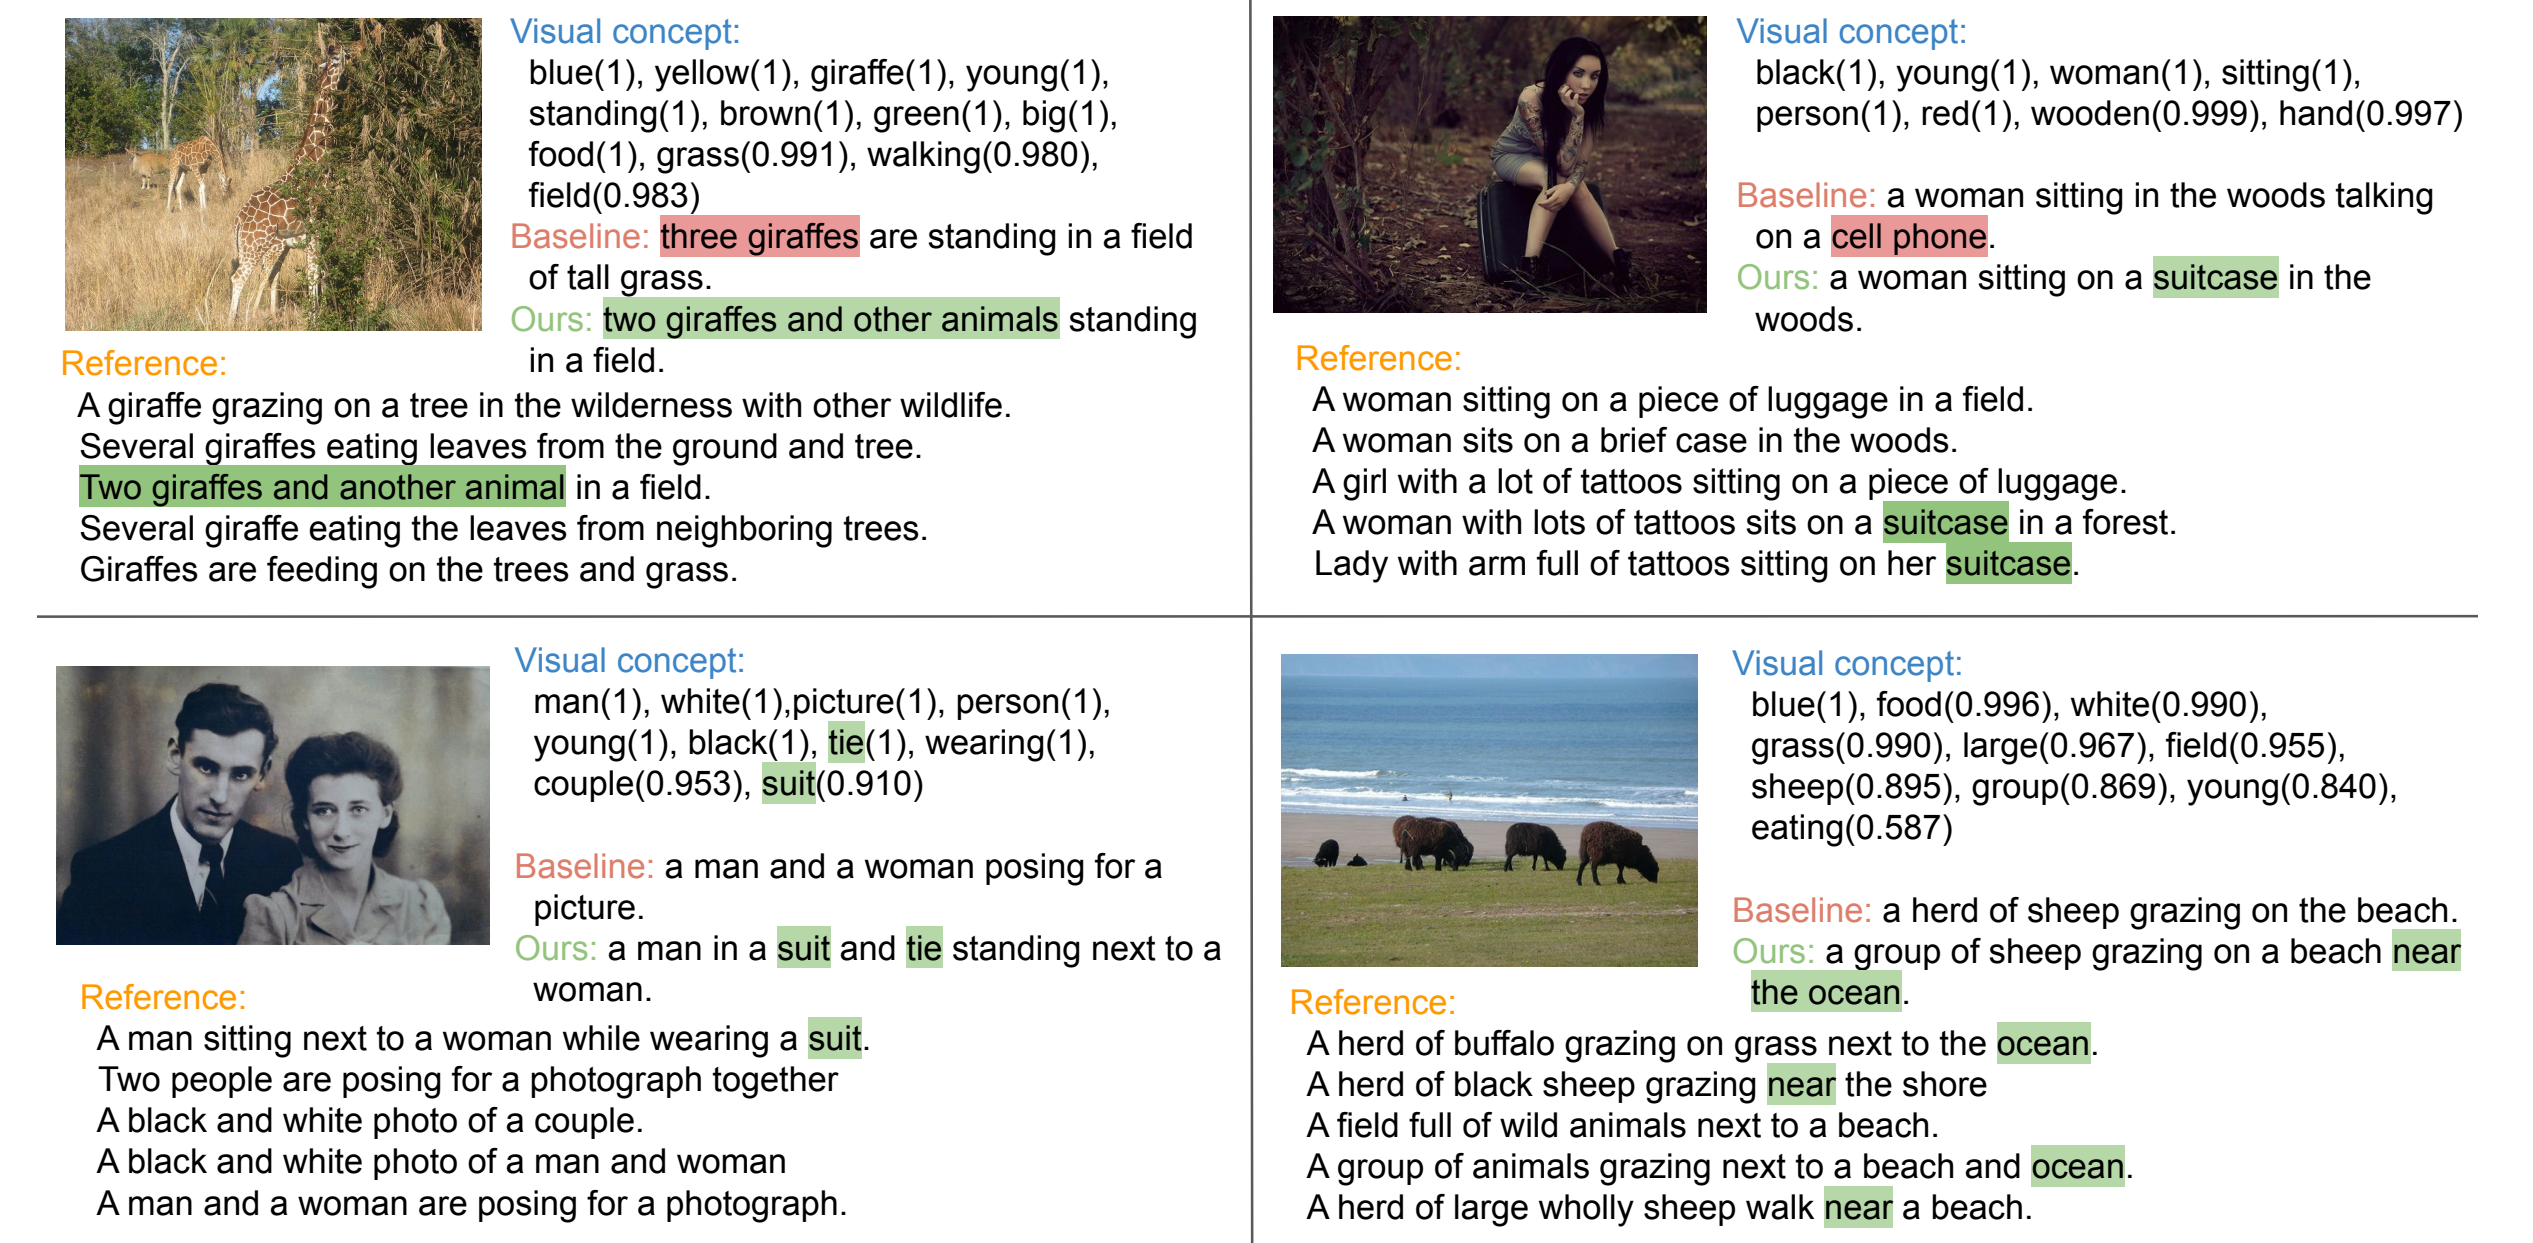 Visual concept:
blue(1), yellow(1), giraffe(1), young(1),
standing(1), brown(1), green(1), big(1),
food(1), grass(0.991), walking(0.980),
field(0.983)
Baseline: three giraffes are standing in a field
of tall grass.
Ours: two giraffes and other animals standing
in a field.
Reference:
A giraffe grazing on a tree in the wilderness with other wildlife.
Several giraffes eating leaves from the ground and tree.
Two giraffes and another animal in a field.
Several giraffe eating the leaves from neighboring trees.
Giraffes are feeding on the trees and grass.
Visual concept:
black(1), young(1), woman(1), sitting(1),
person(1), red(1), wooden(0.999), hand(0.997)
Baseline: a woman sitting in the woods talking
on a cell phone.
Ours: a woman sitting on a suitcase in the
woods.
Reference:
A woman sitting on a piece of luggage in a field.
A woman sits on a brief case in the woods.
A girl with a lot of tattoos sitting on a piece of luggage.
A woman with lots of tattoos sits on a suitcase in a forest.
Lady with arm full of tattoos sitting on her suitcase.
Visual concept:
man(1), white(1),picture(1), person(1),
young(1), black(1), tie(1), wearing(1),
couple(0.953), suit(0.910)
Baseline: a man and a woman posing for a
picture.
Ours: a man in a suit and tie standing next to a
woman.
Reference:
A man sitting next to a woman while wearing a suit.
Two people are posing for a photograph together
A black and white photo of a couple.
A black and white photo of a man and woman
A man and a woman are posing for a photograph.
Visual concept:
blue(1), food(0.996), white(0.990),
grass(0.990), large(0.967), field(0.955),
sheep(0.895), group(0.869), young(0.840),
eating(0.587)
Baseline: a herd of sheep grazing on the beach.
Ours: a group of sheep grazing on a beach near
the ocean.
Reference:
A herd of buffalo grazing on grass next to the ocean.
A herd of black sheep grazing near the shore
A field full of wild animals next to a beach.
A group of animals grazing next to a beach and ocean.
A herd of large wholly sheep walk near a beach.